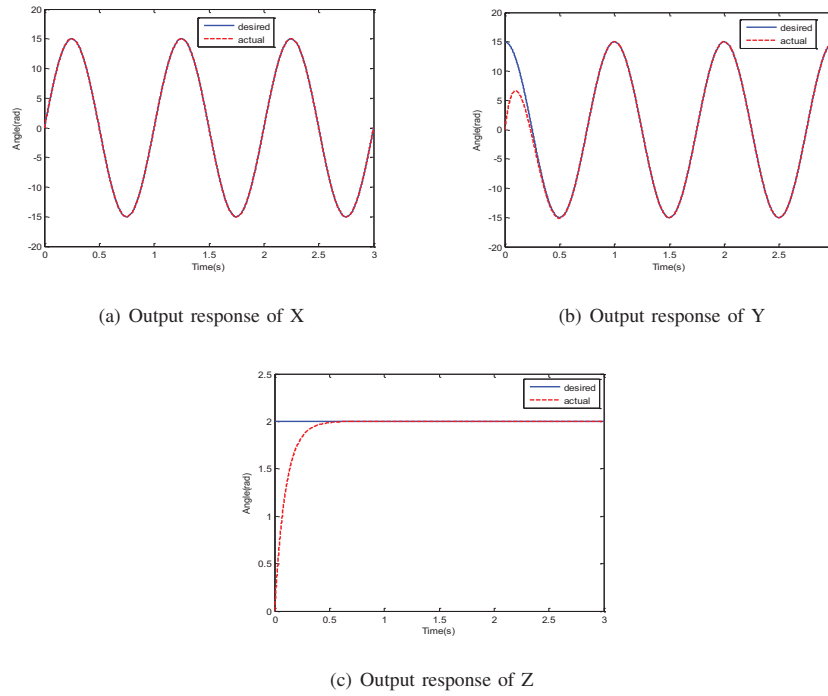 20
15
10
5
0
-5
-10
-15
-20
Angle(rad)
desired
actual
0 0.5 1 1.5 2 2.5 3
Time(s)
(a) Output response of X
20
15
10
5
0
-5
-10
-15
-20
Angle(rad)
desired
actual
0 0.5 1 1.5 2 2.5
Time(s)
(b) Output response of Y
2.5
2
1.5
1
0.5
0
Angle(rad)
desired
actual
0 0.5 1 1.5 2 2.5 3
Time(s)
(c) Output response of Z